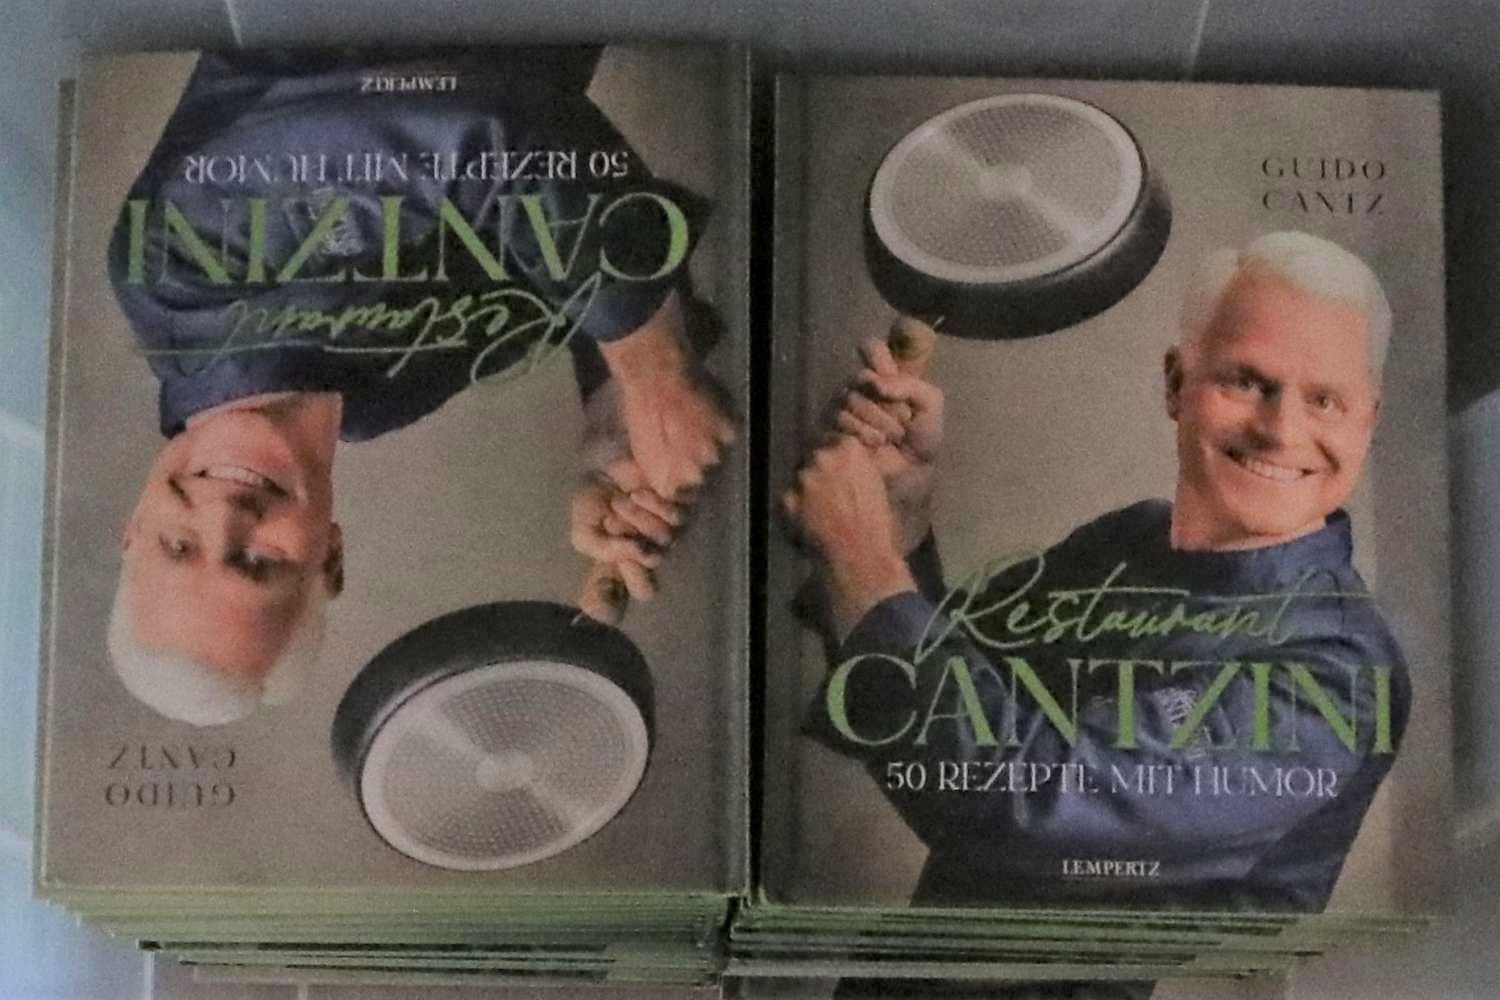 LEMPERTZ
50 REZEPTE MIT HUMOR
CANTZINI
Restaurant
GUIDO
CANTZ
GUIDO
CANTZ
Restaurant
CANTZINI
50 REZEPTE MIT HUMOR
LEMPERTZ